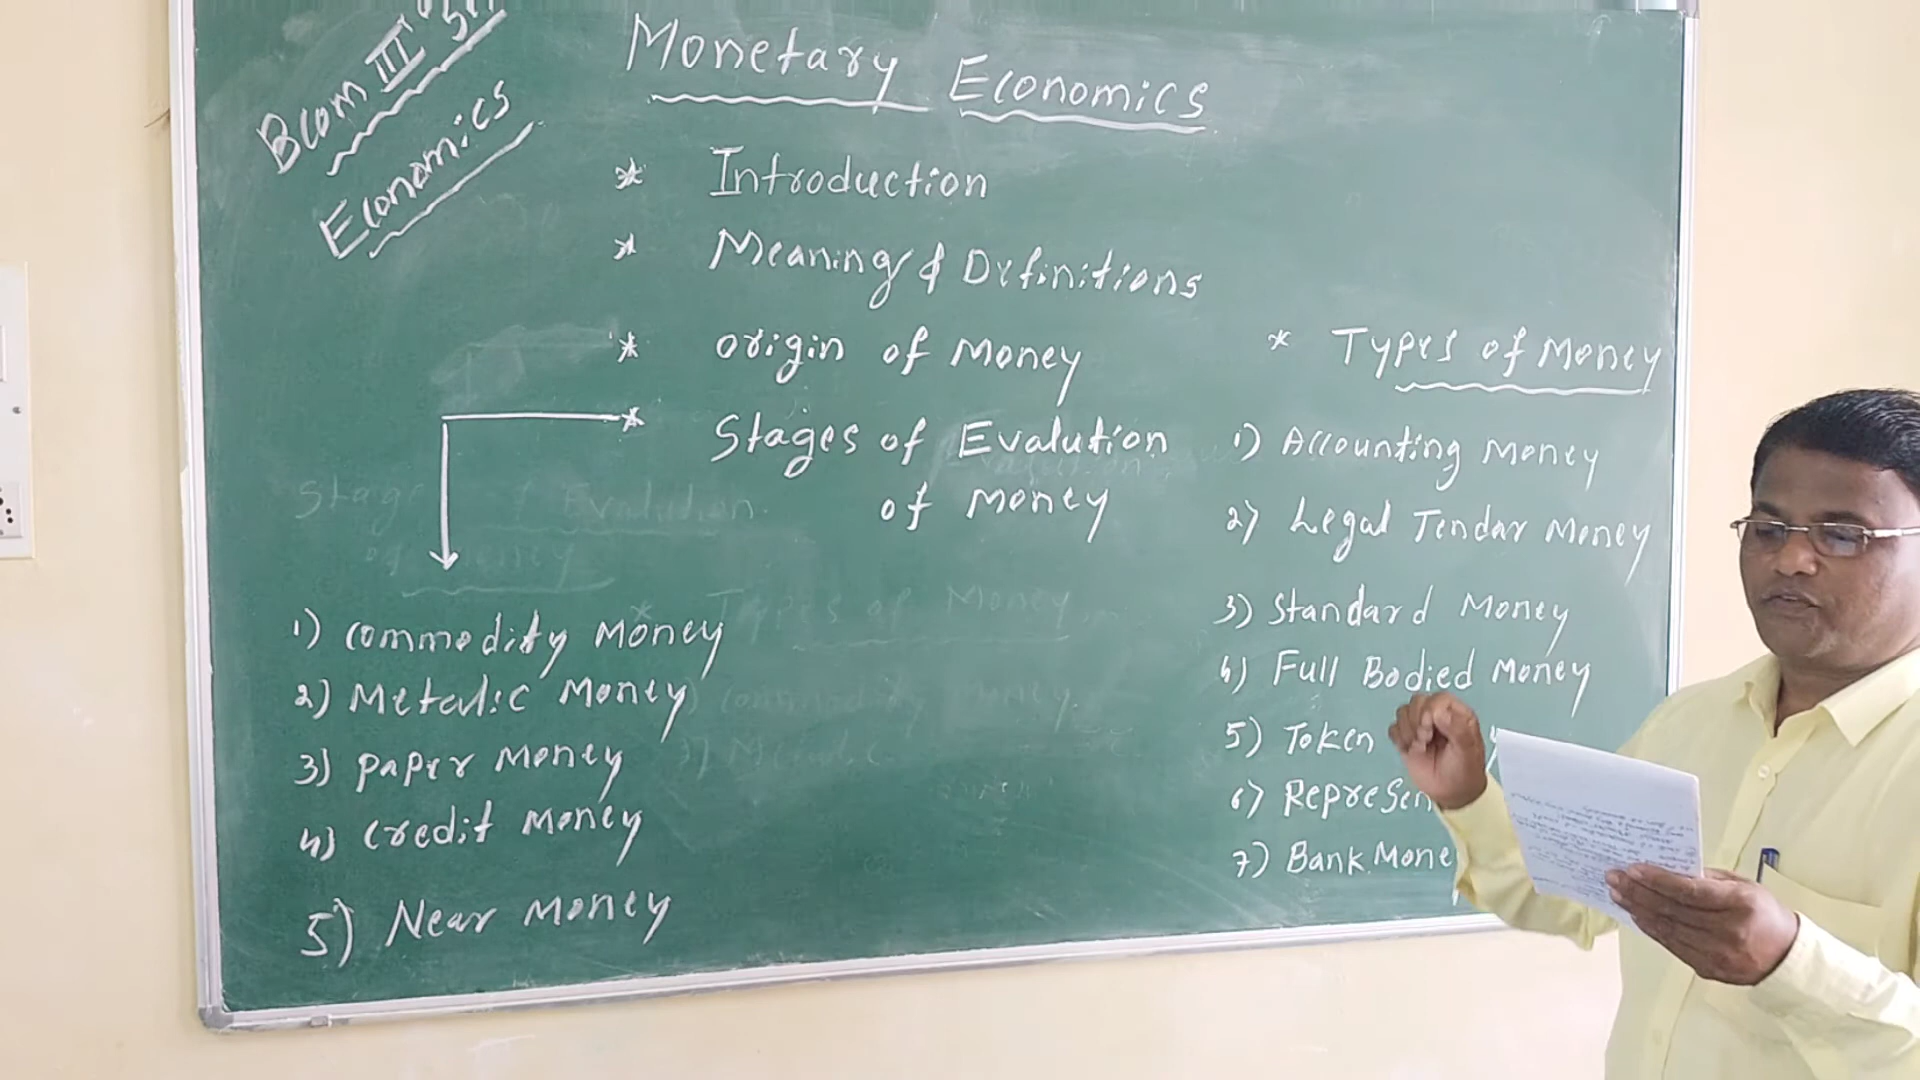 Bcom III
Economics
Monetary Economics
* Introduction
* Meaning & Definitions
* origin of Money
* Stages of Evalution
of Money
1) commodity Money
2) Metalic Money
3) paper Money
4) credit Money
5) Near Money
* Types of Money
1) Accounting Money
2) Legal Tendar Money
3) Standard Money
4) Full Bodied Money
5) Token
6) Represen
7) Bank Mone